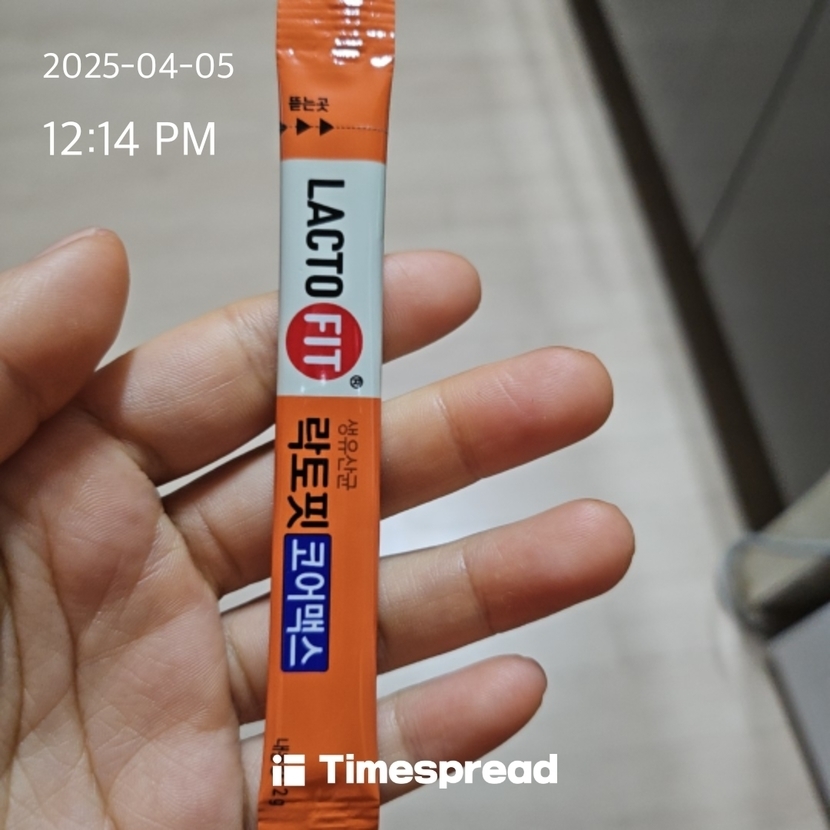 2025-04-05
12:14 PM
뜯는곳
LACTO
FIT
®
생유산균
락토핏
코어맥스
Timespread